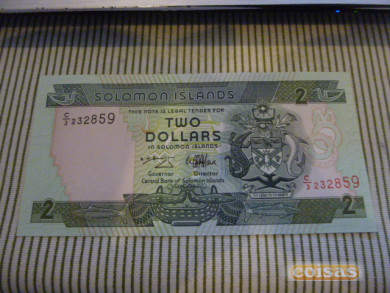 SOLOMON ISLANDS
2
THIS NOTE IS LEGAL TENDER FOR
TWO
DOLLARS
IN SOLOMON ISLANDS
C/3 232859
Governor Director
Central Bank of Solomon Islands
C/3 232859
2
2
coisas